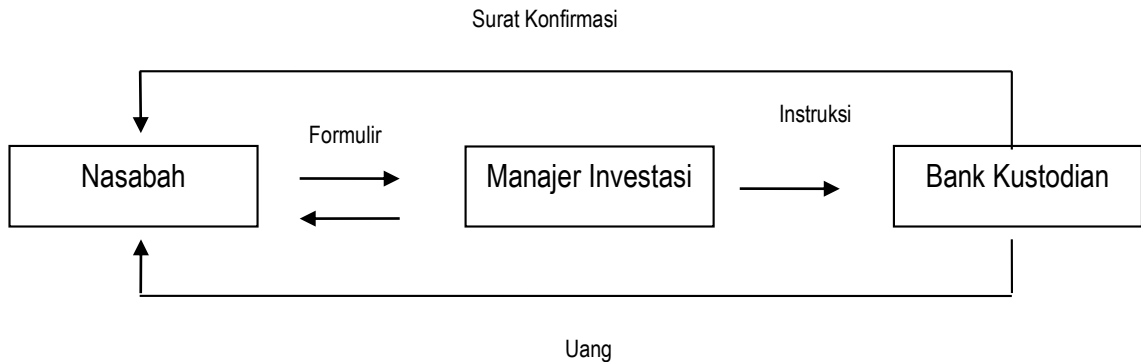 Surat Konfirmasi
Instruksi
Formulir
Nasabah
Manajer Investasi
Bank Kustodian
Uang